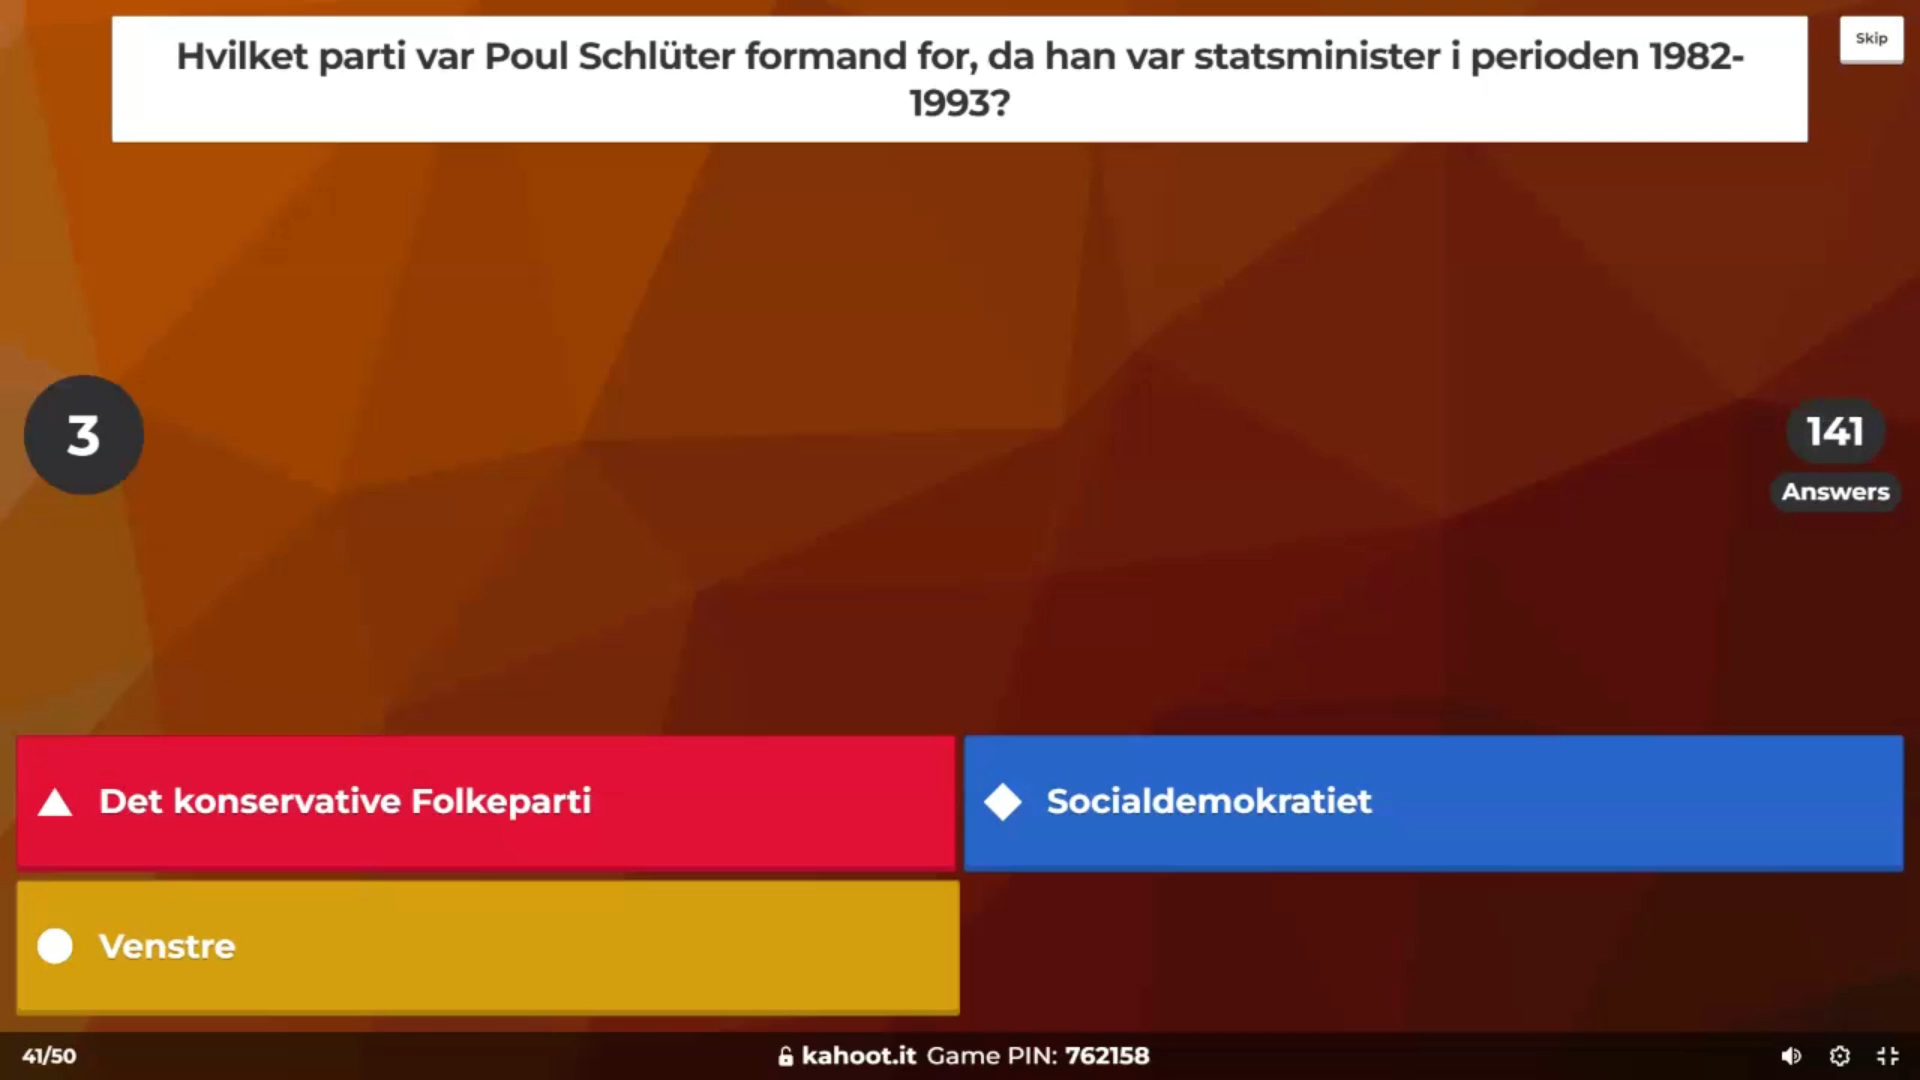 Hvilket parti var Poul Schlüter formand for, da han var statsminister i perioden 1982-
1993?
Skip
3
141
Answers
Det konservative Folkeparti
Socialdemokratiet
Venstre
41/50
kahoot.it Game PIN: 762158